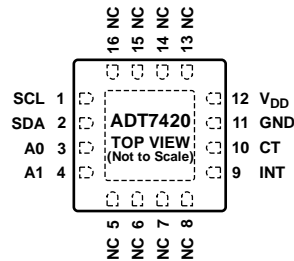 16 NC
15 NC
14 NC
13 NC
SCL 1
SDA 2
A0 3
A1 4
ADT7420
TOP VIEW
(Not to Scale)
12 VDD
11 GND
10 CT
9 INT
NC 5
NC 6
NC 7
NC 8